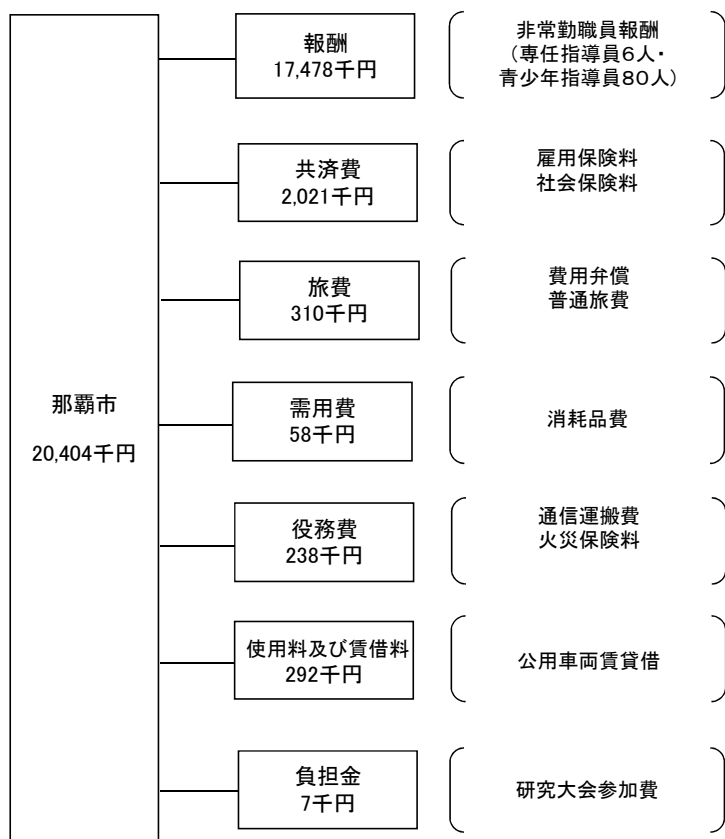 那覇市
20,404千円
報酬
17,478千円
非常勤職員報酬
(専任指導員6人・
青少年指導員80人)
共済費
2,021千円
雇用保険料
社会保険料
旅費
310千円
費用弁償
普通旅費
需用費
58千円
消耗品費
役務費
238千円
通信運搬費
火災保険料
使用料及び賃借料
292千円
公用車両賃貸借
負担金
7千円
研究大会参加費